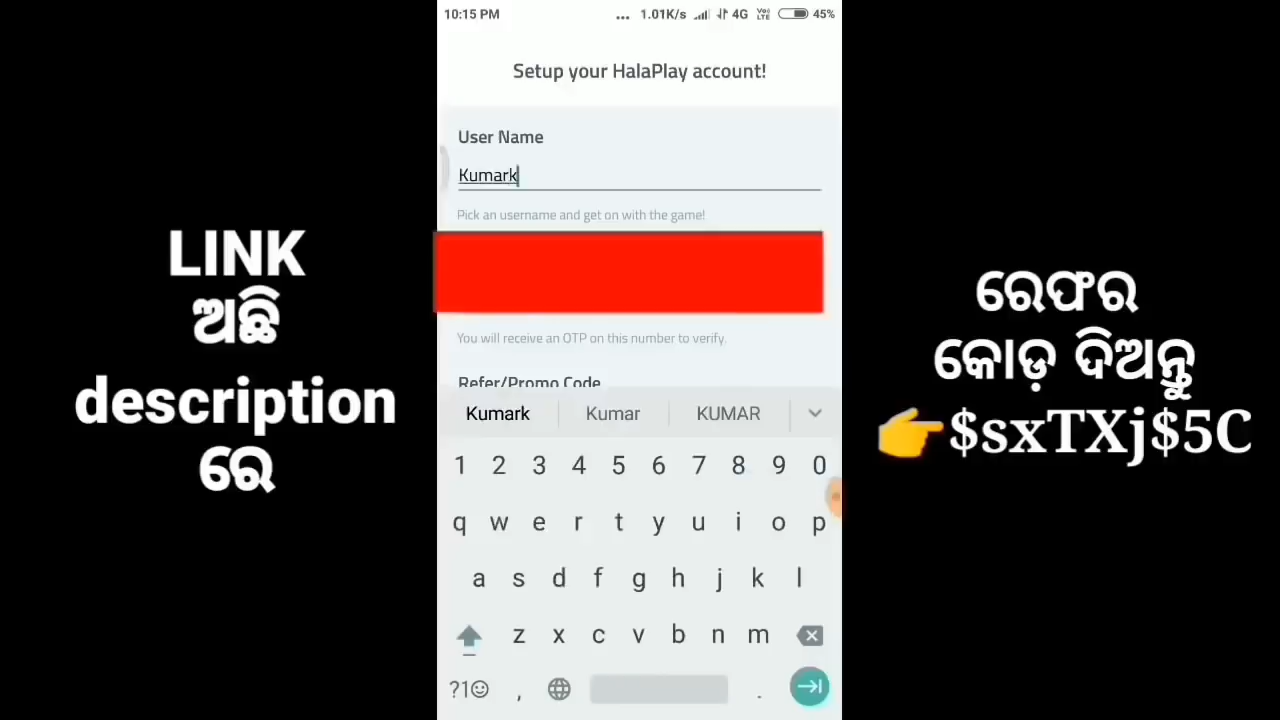 10:15 PM ... 1.01K/s 4G Vo) LTE 45%
Setup your HalaPlay account!
User Name
Kumark
Pick an username and get on with the game!
You will receive an OTP on this number to verify.
Refer/Promo Code
Kumark Kumar KUMAR
1 2 3 4 5 6 7 8 9 0
q w e r t y u i o p
a s d f g h j k l
z x c v b n m
?1☺ , .
LINK
ଅଛି
description
ରେ
ରେଫର
କୋଡ଼ ଦିଅନ୍ତୁ
👉$sxTXj$5C